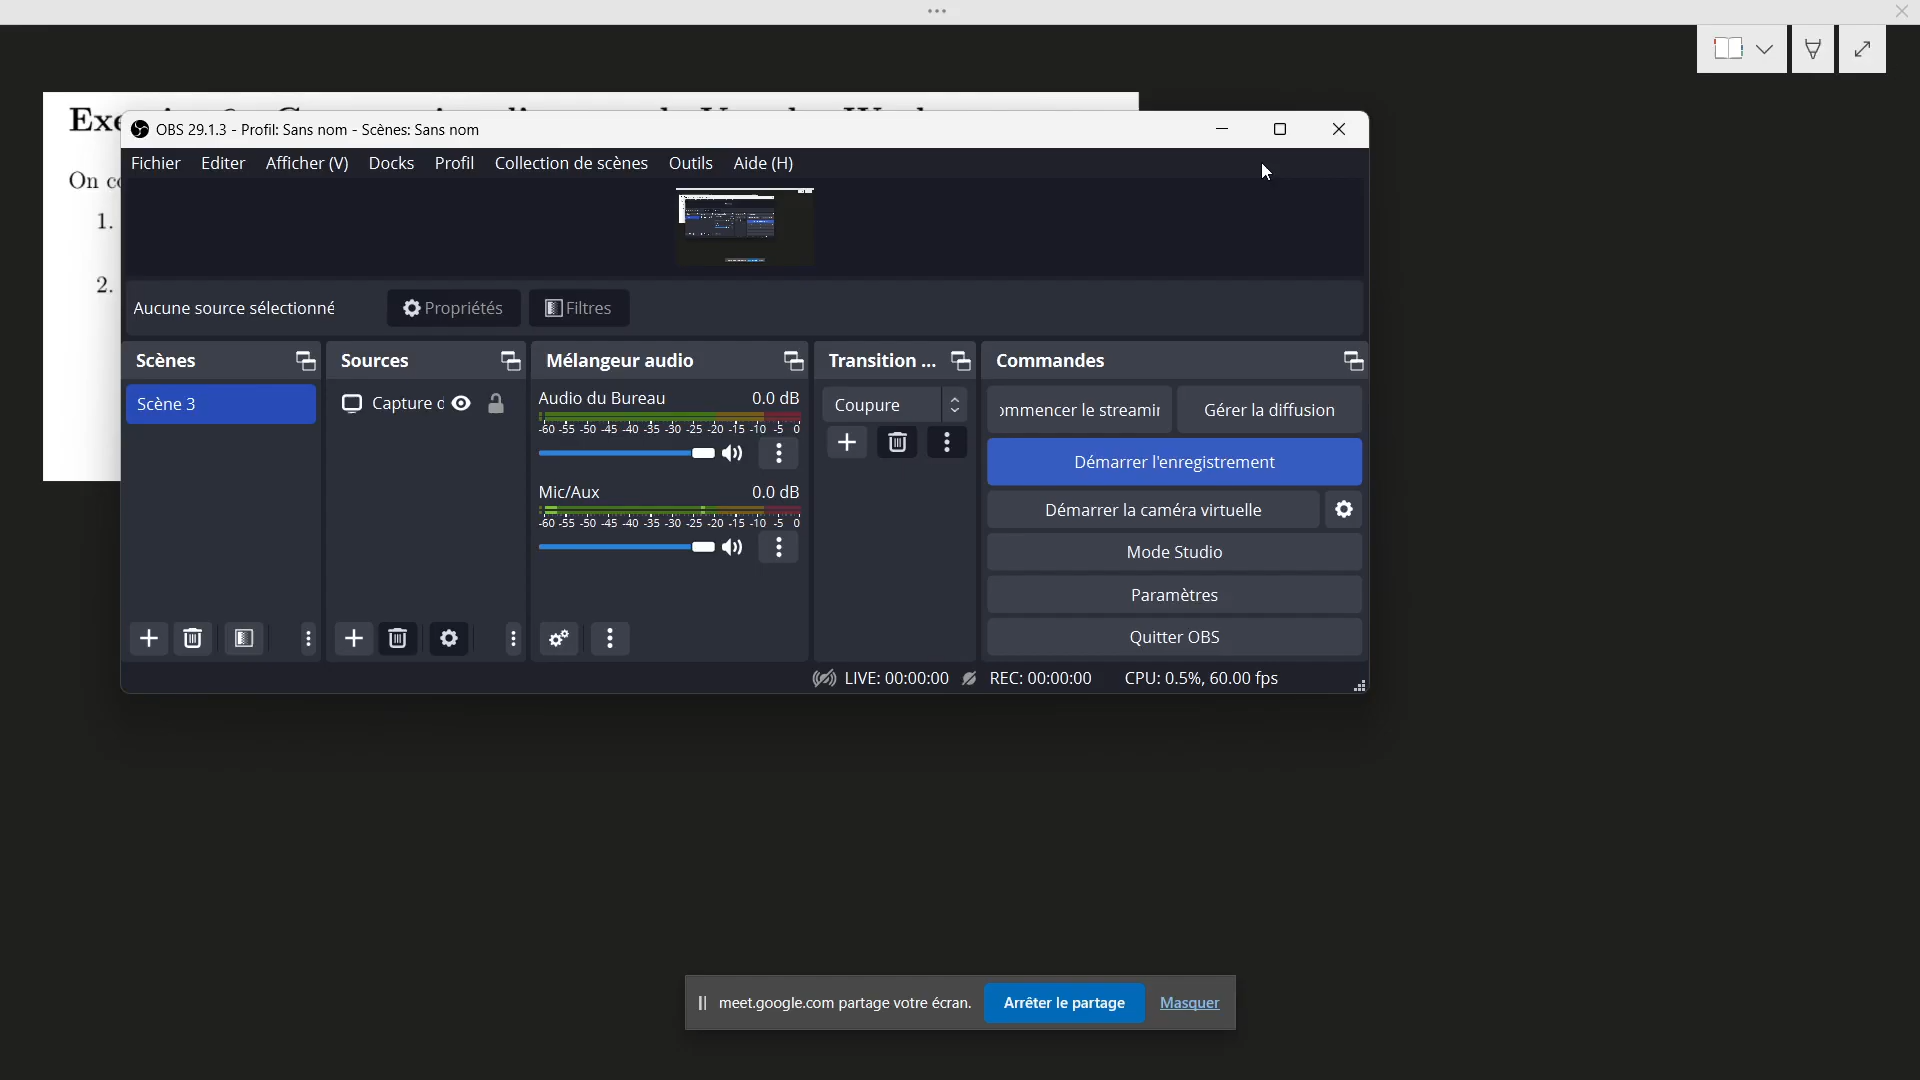 Exe
OBS 29.1.3 - Profil: Sans nom - Scènes: Sans nom
Fichier Editer Afficher (V) Docks Profil Collection de scènes Outils Aide (H)
On co
1.
2.
Aucune source sélectionné
Propriétés
Filtres
Scènes
Sources
Mélangeur audio
Transition ...
Commandes
Scène 3
Capture d
Audio du Bureau 0.0 dB
-60 -55 -50 -45 -40 -35 -30 -25 -20 -15 -10 -5 0
Mic/Aux 0.0 dB
-60 -55 -50 -45 -40 -35 -30 -25 -20 -15 -10 -5 0
Coupure
ommencer le streamin
Gérer la diffusion
Démarrer l'enregistrement
Démarrer la caméra virtuelle
Mode Studio
Paramètres
Quitter OBS
LIVE: 00:00:00 REC: 00:00:00 CPU: 0.5%, 60.00 fps
meet.google.com partage votre écran. Arrêter le partage Masquer